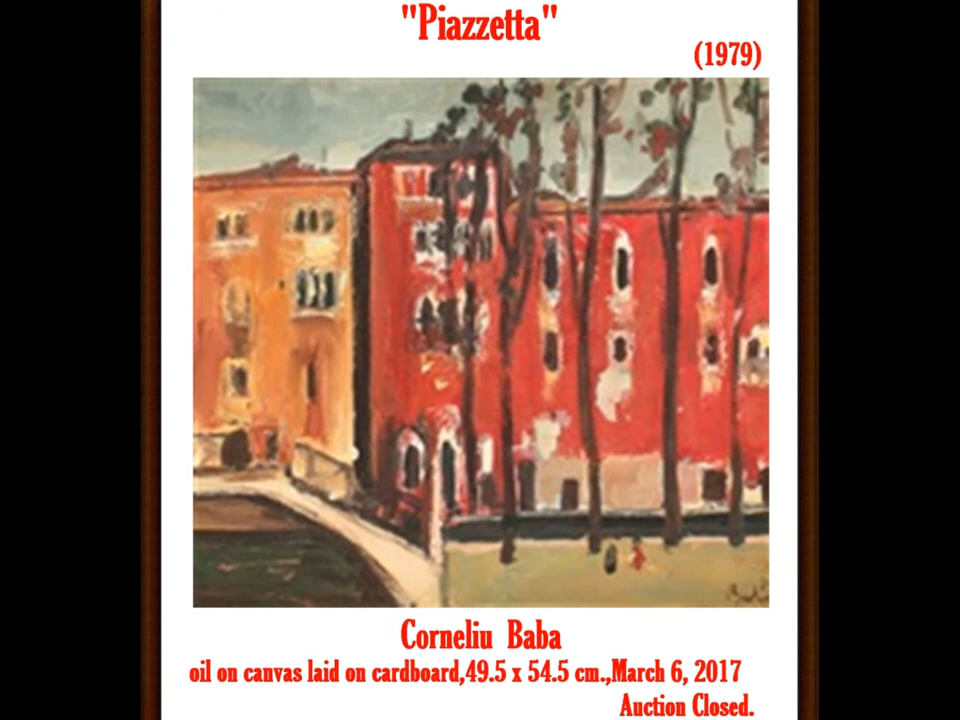 "Piazzetta"
(1979)
Corneliu Baba
oil on canvas laid on cardboard,49.5 x 54.5 cm.,March 6, 2017
Auction Closed.